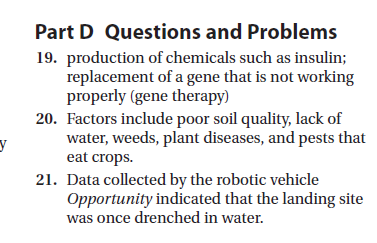 Part D Questions and Problems
19. production of chemicals such as insulin;
replacement of a gene that is not working
properly (gene therapy)
20. Factors include poor soil quality, lack of
water, weeds, plant diseases, and pests that
y
eat crops.
21. Data collected by the robotic vehicle
Opportunity indicated that the landing site
was once drenched in water.